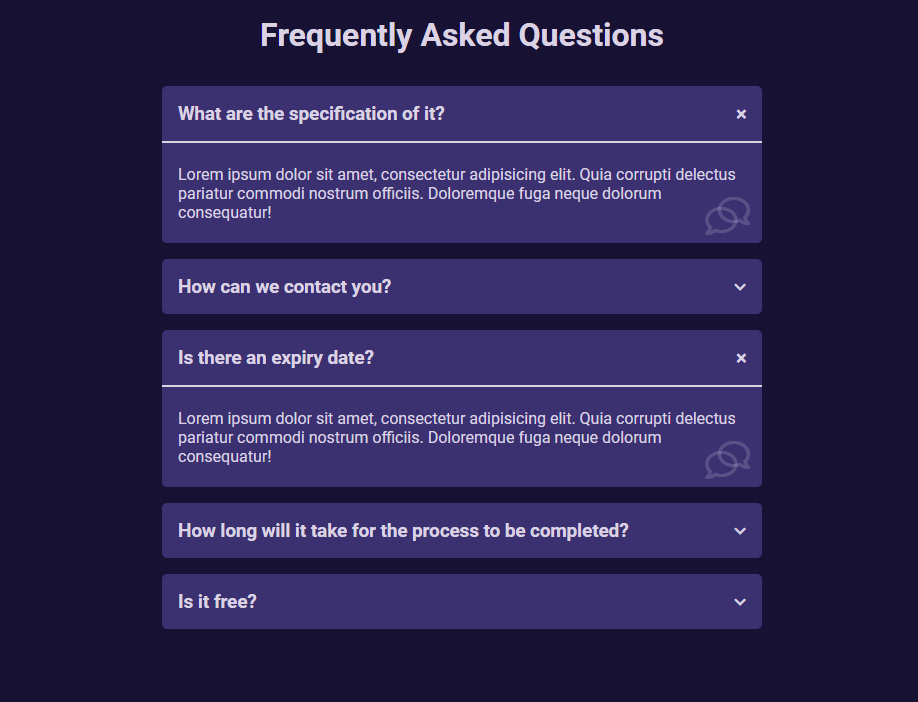 Frequently Asked Questions
What are the specification of it?
Lorem ipsum dolor sit amet, consectetur adipisicing elit. Quia corrupti delectus
pariatur commodi nostrum officiis. Doloremque fuga neque dolorum
consequatur!
How can we contact you?
Is there an expiry date?
Lorem ipsum dolor sit amet, consectetur adipisicing elit. Quia corrupti delectus
pariatur commodi nostrum officiis. Doloremque fuga neque dolorum
consequatur!
How long will it take for the process to be completed?
Is it free?